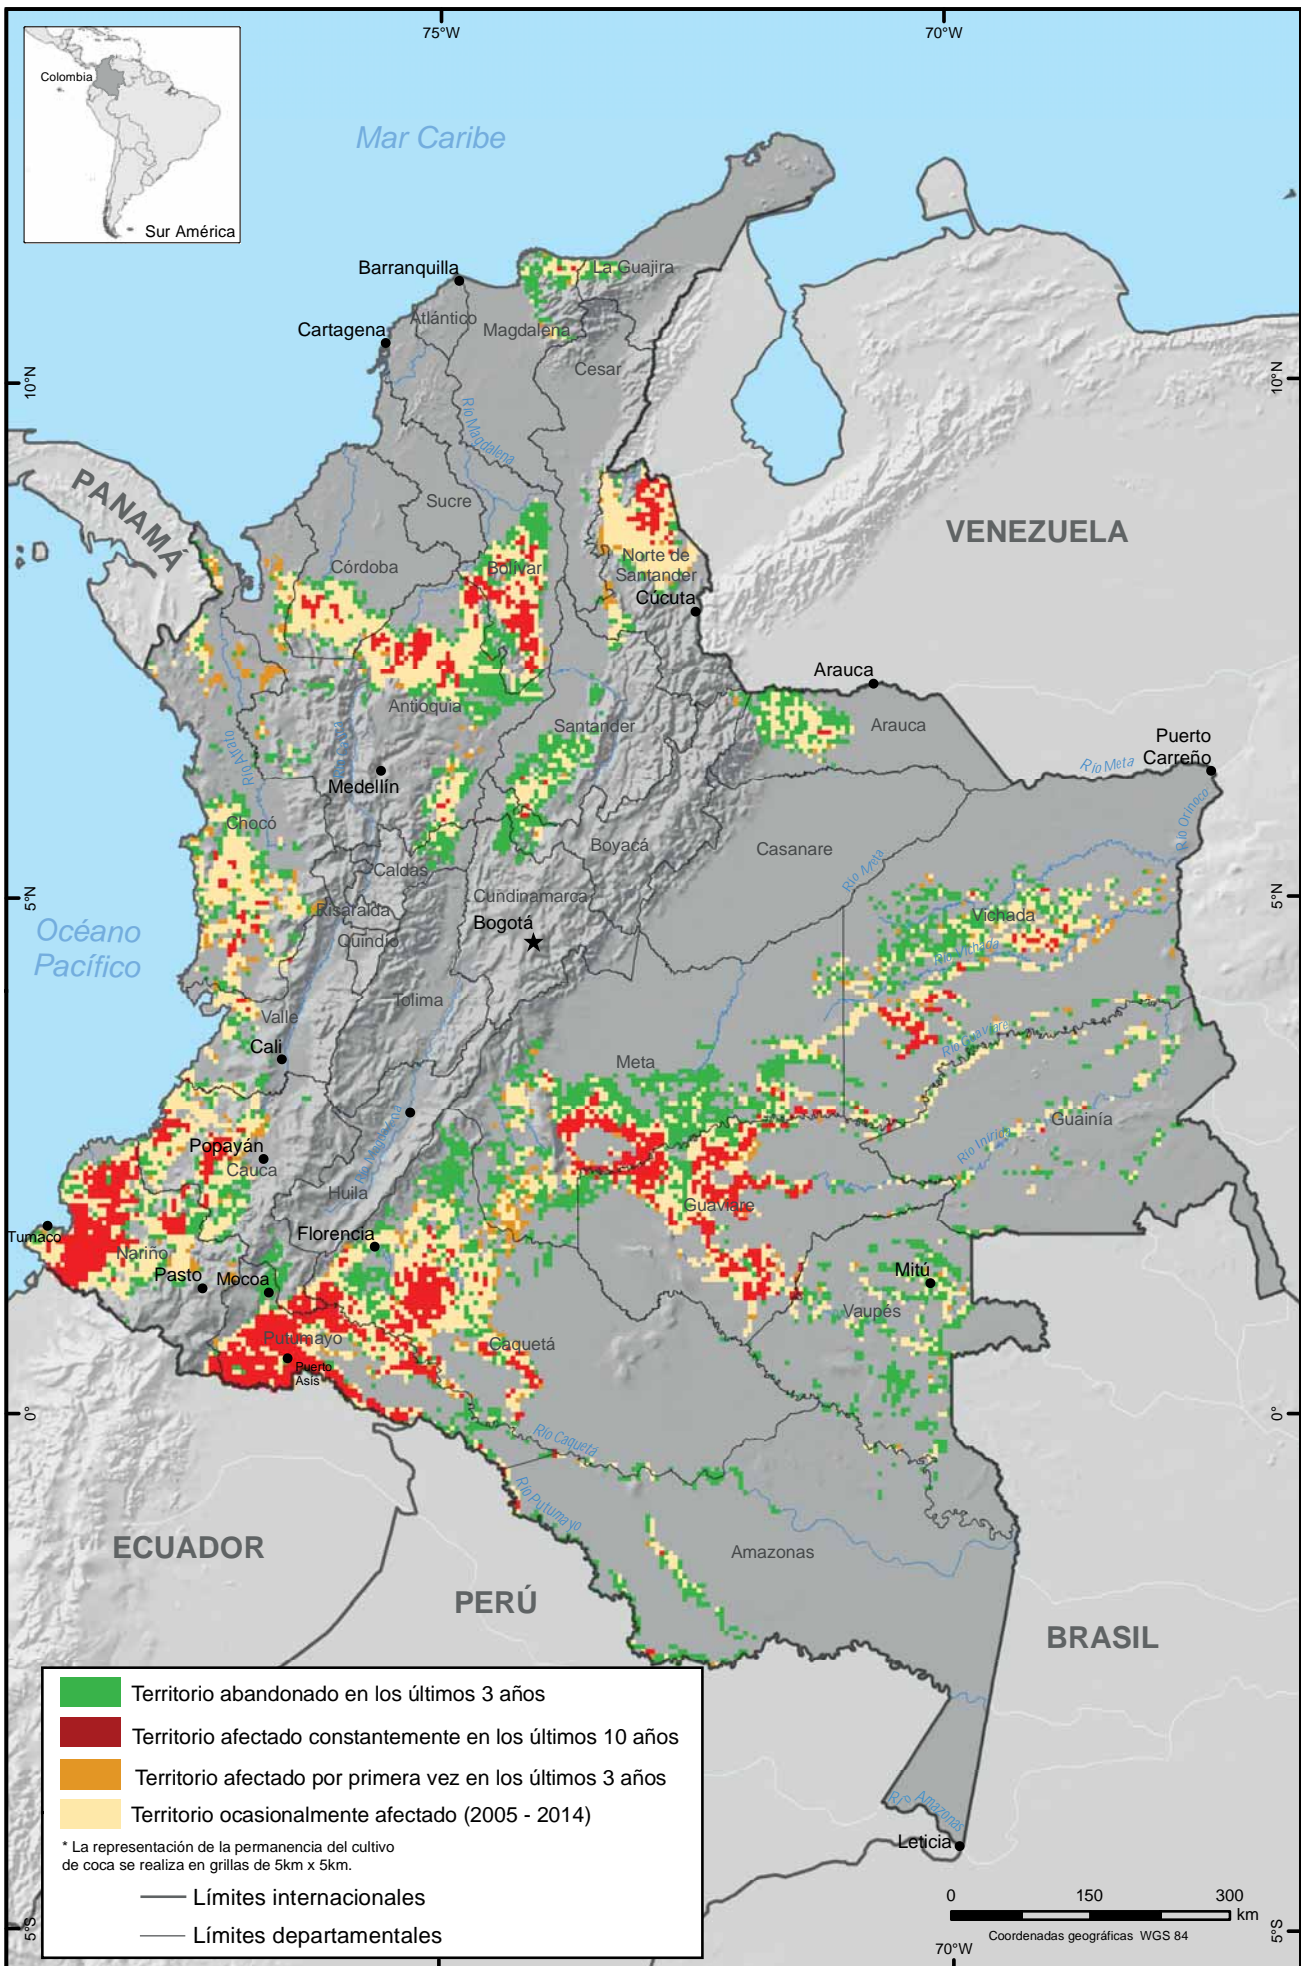 75°W
70°W
Colombia
Sur América
Mar Caribe
Barranquilla
La Guajira
Atlántico
Magdalena
Cartagena
Cesar
10°N
10°N
Río Magdalena
PANAMÁ
Sucre
VENEZUELA
Córdoba
Bolívar
Norte de
Santander
Cúcuta
Arauca
Antioquia
Arauca
Santander
Puerto
Carreño
Río Meta
Río Atrato
Medellín
Río Orinoco
Chocó
Boyacá
Casanare
Caldas
Río Meta
Cundinamarca
5°N
5°N
Risaralda
Vichada
Bogotá
Océano
Pacífico
Quindío
Río Vichada
Tolima
Valle
Cali
Río Guaviare
Meta
Río Magdalena
Guainía
Popayán
Río Inírida
Cauca
Huila
Guaviare
Tumaco
Florencia
Nariño
Pasto
Mocoa
Mitú
Vaupés
Putumayo
Caquetá
Puerto
Asís
0°
0°
Río Caquetá
Río Putumayo
ECUADOR
Amazonas
PERÚ
BRASIL
Territorio abandonado en los últimos 3 años
Territorio afectado constantemente en los últimos 10 años
Territorio afectado por primera vez en los últimos 3 años
Territorio ocasionalmente afectado (2005 - 2014)
* La representación de la permanencia del cultivo
de coca se realiza en grillas de 5km x 5km.
Límites internacionales
Límites departamentales
Río Amazonas
Leticia
0 150 300
km
Coordenadas geográficas WGS 84
5°S
5°S
70°W